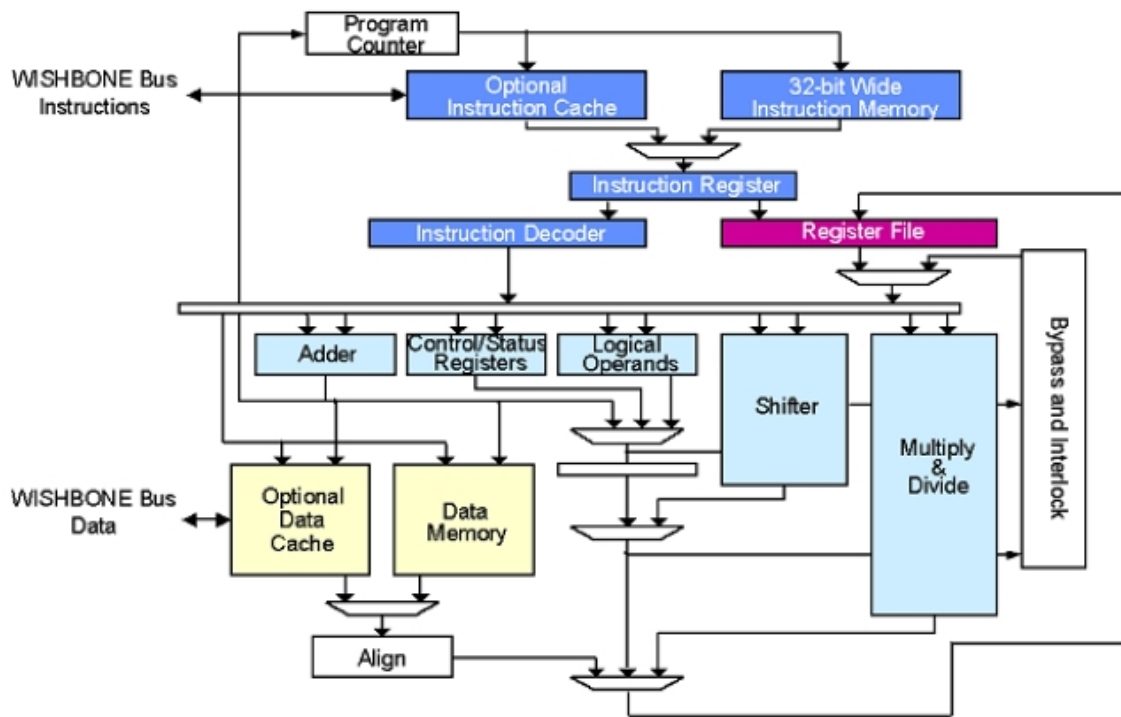 Program
Counter
WISHBONE Bus
Instructions
Optional
Instruction Cache
32-bit Wide
Instruction Memory
Instruction Register
Instruction Decoder
Register File
Adder
Control/Status
Registers
Logical
Operands
Shifter
Multiply
&
Divide
Bypass and Interlock
WISHBONE Bus
Data
Optional
Data
Cache
Data
Memory
Align